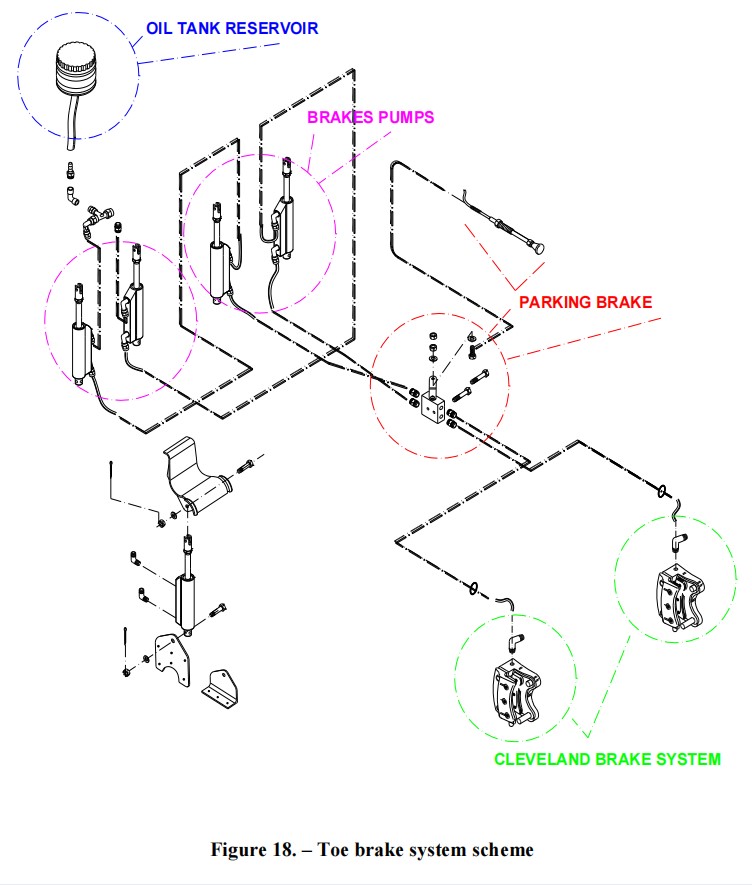 OIL TANK RESERVOIR
BRAKES PUMPS
PARKING BRAKE
CLEVELAND BRAKE SYSTEM
Figure 18. – Toe brake system scheme